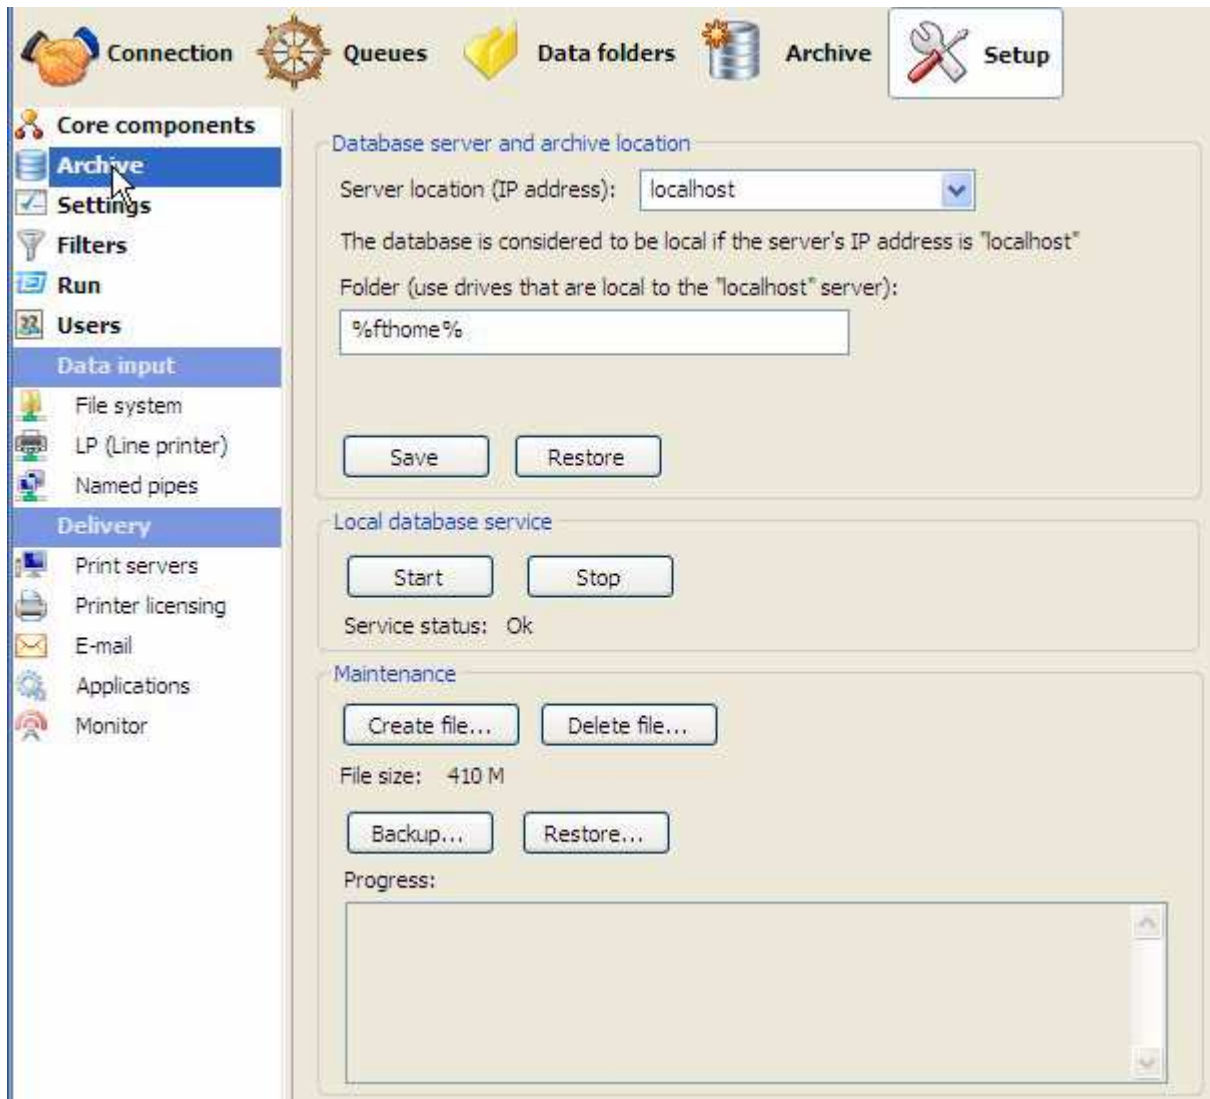 Connection Queues Data folders Archive Setup
Core components
Archive
Settings
Filters
Run
Users
Data input
File system
LP (Line printer)
Named pipes
Delivery
Print servers
Printer licensing
E-mail
Applications
Monitor
Database server and archive location
Server location (IP address): localhost
The database is considered to be local if the server's IP address is "localhost"
Folder (use drives that are local to the "localhost" server):
%fthome%
Save Restore
Local database service
Start Stop
Service status: Ok
Maintenance
Create file... Delete file...
File size: 410 M
Backup... Restore...
Progress: